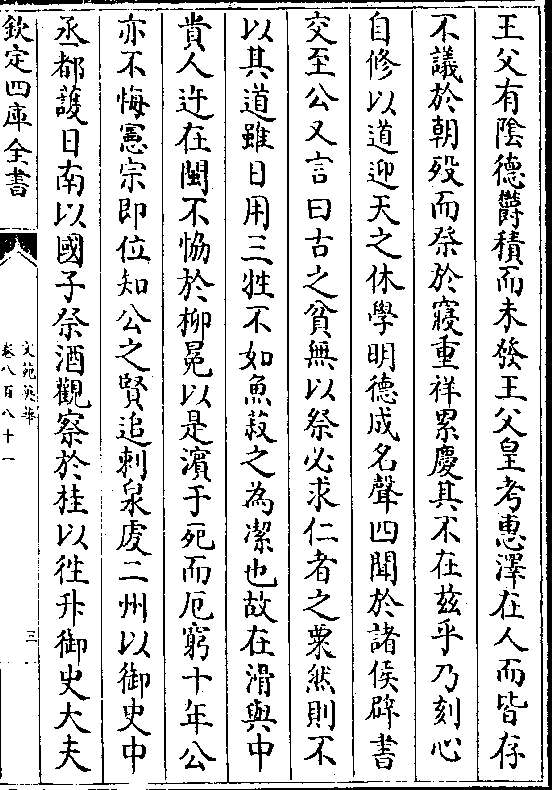 王父有陰德鬱積而未發王父皇考惠澤在人而皆存
不議於朝殁而祭於寢重祥累慶其不在兹乎乃刻心
自修以道迎天之休學明德成名聲四聞於諸侯辟書
交至公又言曰古之貧無以祭必求仁者之粟然則不
以其道雖日用三牲不如魚菽之為潔也故在滑與中
貴人迕在閩不恊於柳冕以是濵于死而厄窮十年公
亦不悔憲宗即位知公之賢追刺泉虔二州以御史中
丞都護日南以國子祭酒觀察於桂以徃升御史大夫
欽定四庫全書
文苑英華
卷八百八十一
三